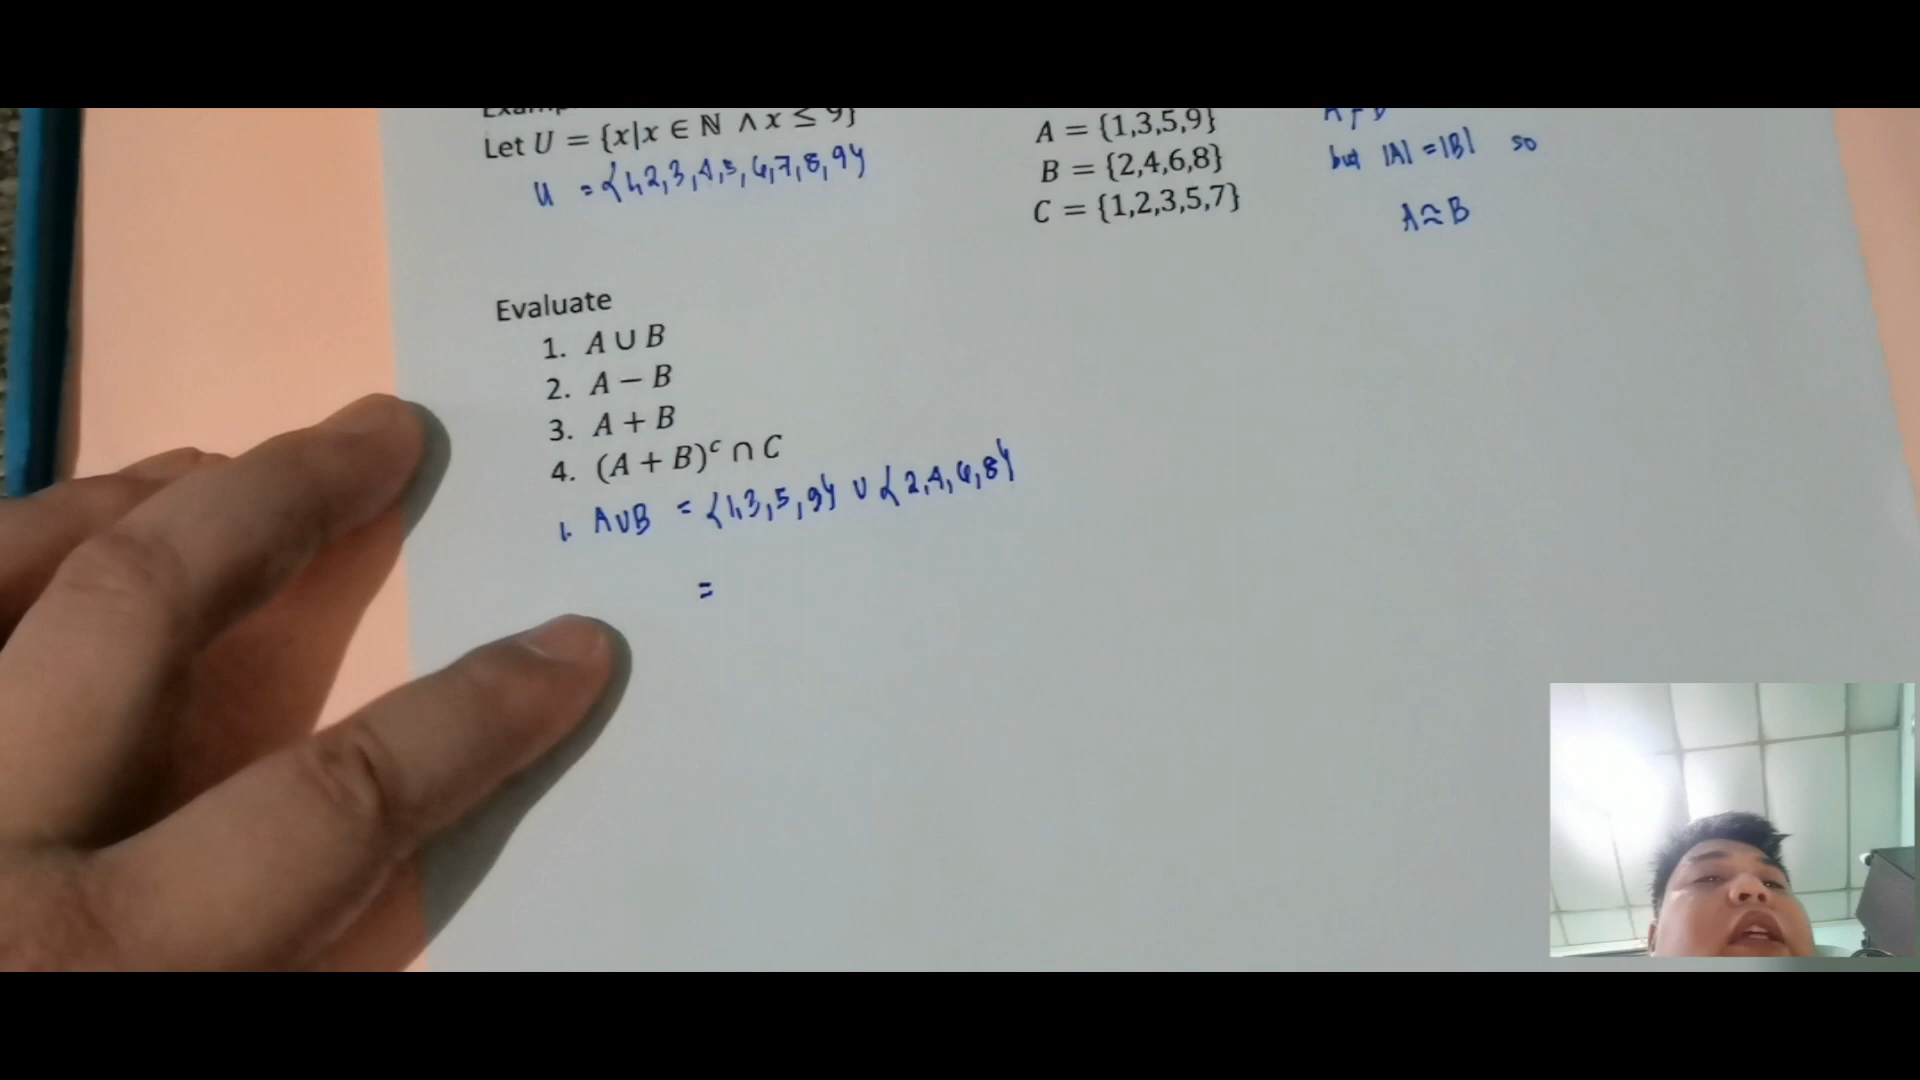 Let U = {x|x ∈ ℕ ∧ x ≤ 9}
U = {1,2,3,4,5,6,7,8,9}
A = {1,3,5,9}
B = {2,4,6,8}
C = {1,2,3,5,7}
but |A| = |B| so
A ≈ B
Evaluate
1. A ∪ B
2. A − B
3. A + B
4. (A + B)ᶜ ∩ C
1. A∪B = {1,3,5,9} ∪ {2,4,6,8}
=